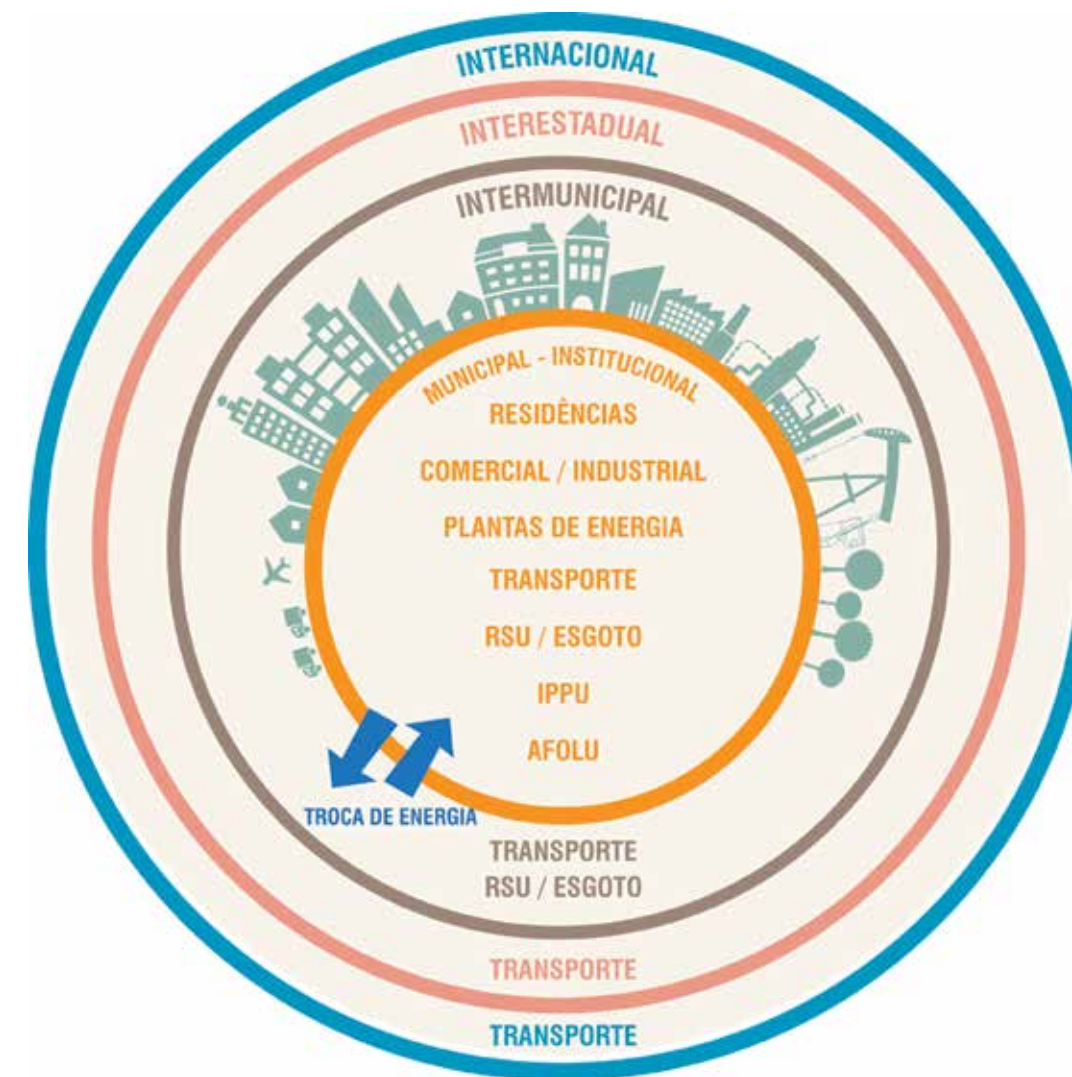 INTERNACIONAL
INTERESTADUAL
INTERMUNICIPAL
MUNICIPAL - INSTITUCIONAL
RESIDÊNCIAS
COMERCIAL / INDUSTRIAL
PLANTAS DE ENERGIA
TRANSPORTE
RSU / ESGOTO
IPPU
AFOLU
TROCA DE ENERGIA
TRANSPORTE
RSU / ESGOTO
TRANSPORTE
TRANSPORTE